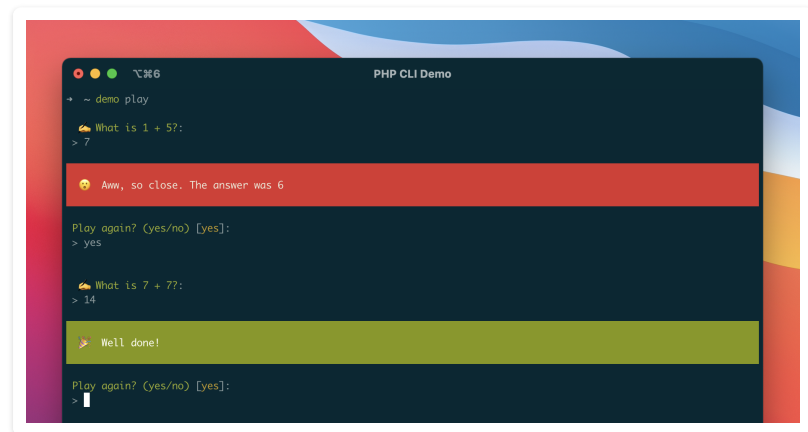 ⌥⌘6
PHP CLI Demo
➜ ~ demo play
✍️ What is 1 + 5?:
> 7
😮 Aww, so close. The answer was 6
Play again? (yes/no) [yes]:
> yes
✍️ What is 7 + 7?:
> 14
🎉 Well done!
Play again? (yes/no) [yes]:
>